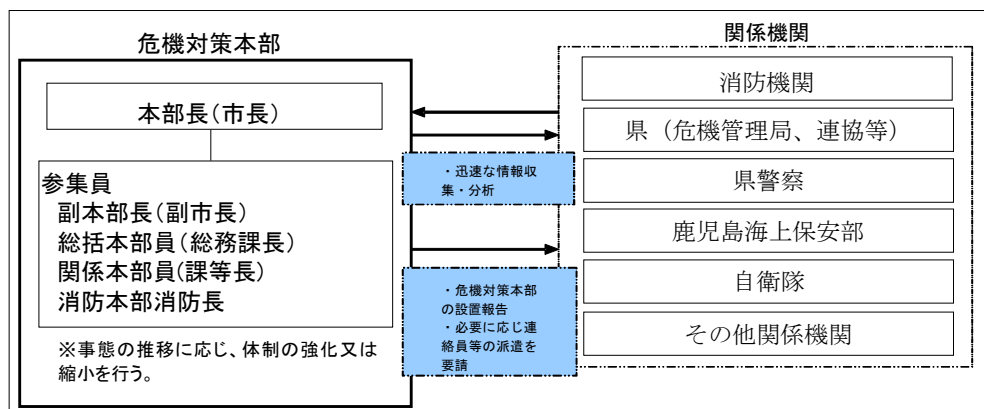 危機対策本部
本部長（市長）
参集員
副本部長（副市長）
総括本部員（総務課長）
関係本部員（課等長）
消防本部消防長
※事態の推移に応じ、体制の強化又は
縮小を行う。
・迅速な情報収
集・分析
・危機対策本部
の設置報告
・必要に応じ連
絡員等の派遣を
要請
関係機関
消防機関
県（危機管理局、連協等）
県警察
鹿児島海上保安部
自衛隊
その他関係機関